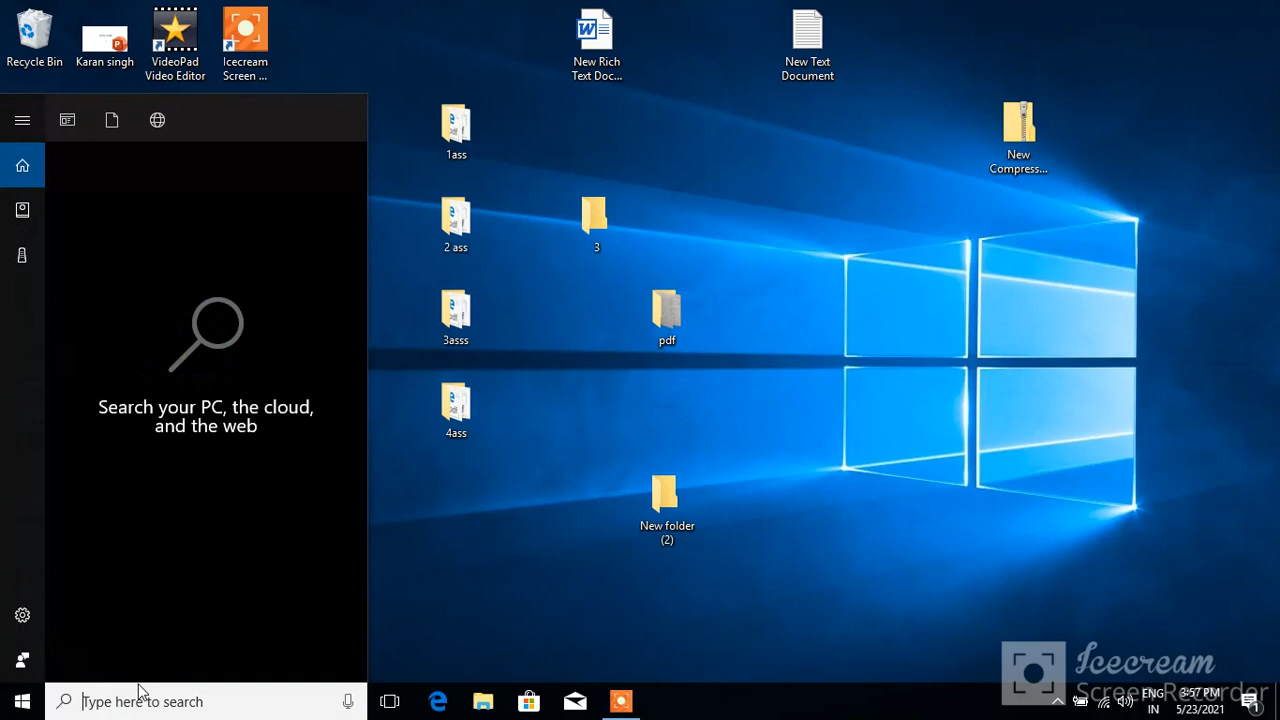 Recycle Bin
Karan singh
VideoPad
Video Editor
Icecream
Screen ...
New Rich
Text Doc...
New Text
Document
1ass
New
Compress...
2 ass
3
3asss
pdf
Search your PC, the cloud,
and the web
4ass
New folder
(2)
Icecream
Screen Recorder
Type here to search
ENG
IN
3:57 PM
5/23/2021
1